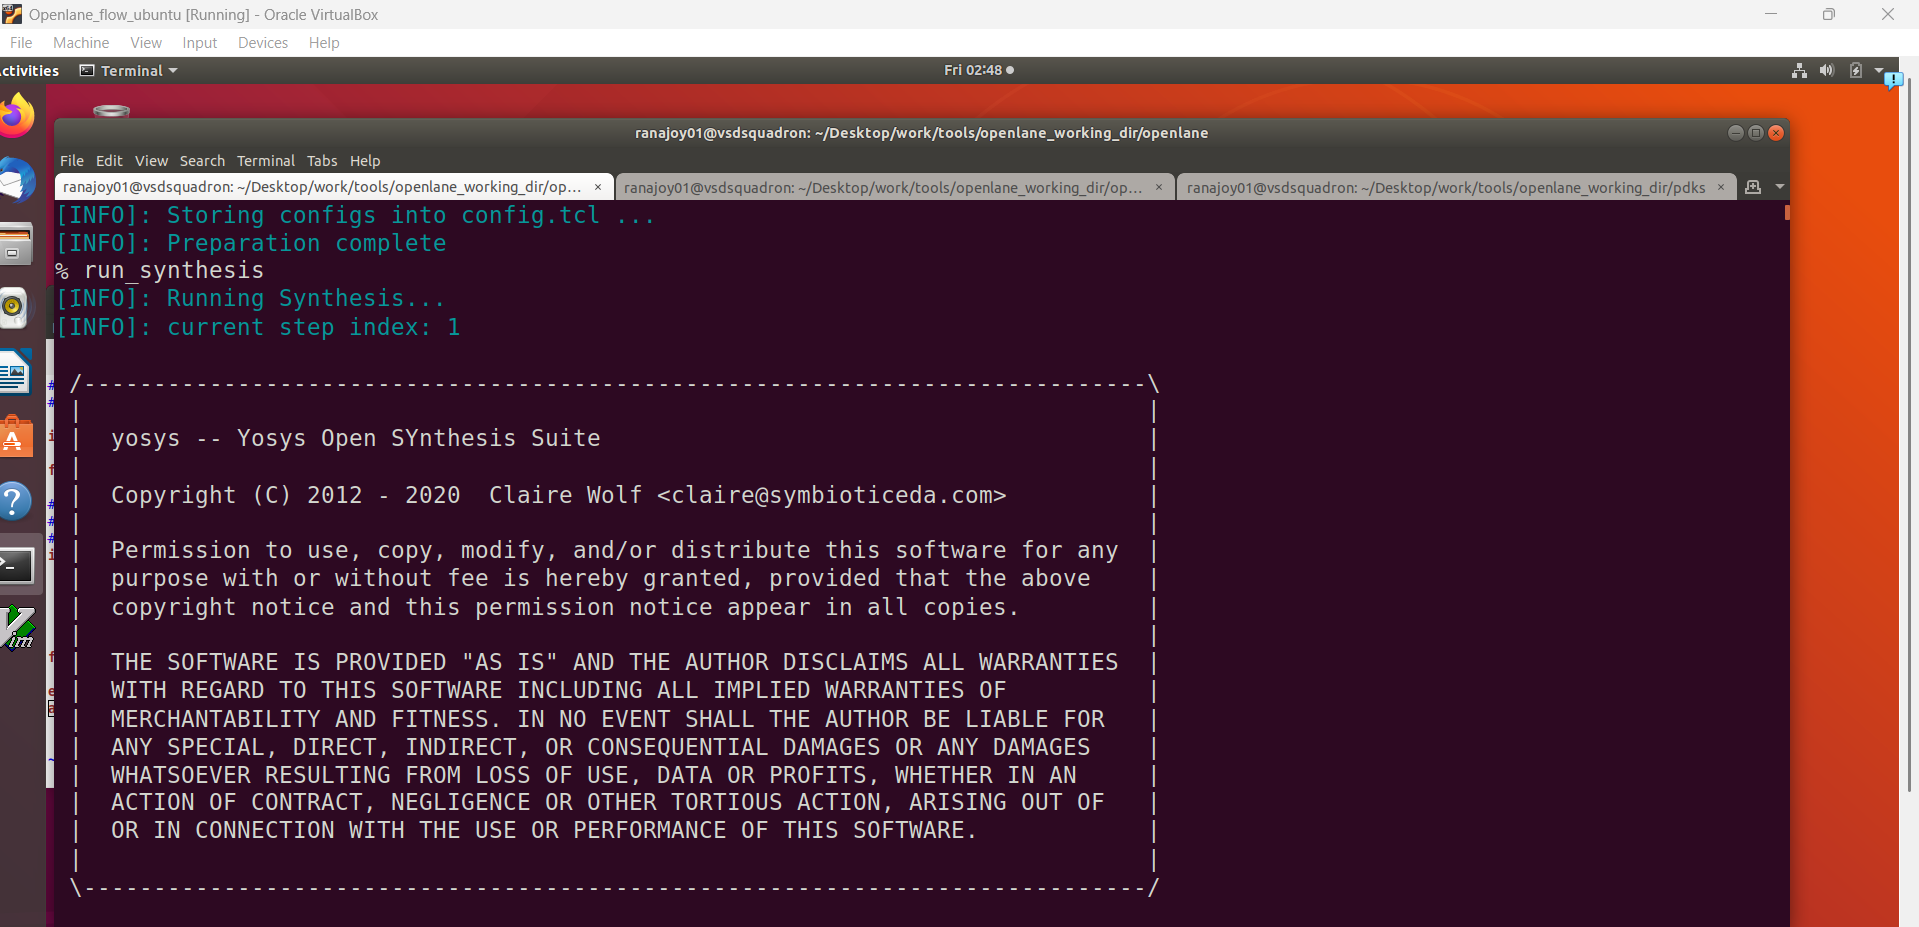 Openlane_flow_ubuntu [Running] - Oracle VirtualBox
File Machine View Input Devices Help
ctivities Terminal Fri 02:48
ranajoy01@vsdsquadron: ~/Desktop/work/tools/openlane_working_dir/openlane
File Edit View Search Terminal Tabs Help
ranajoy01@vsdsquadron: ~/Desktop/work/tools/openlane_working_dir/op... × ranajoy01@vsdsquadron: ~/Desktop/work/tools/openlane_working_dir/op... × ranajoy01@vsdsquadron: ~/Desktop/work/tools/openlane_working_dir/pdks ×
[INFO]: Storing configs into config.tcl ...
[INFO]: Preparation complete
% run_synthesis
[INFO]: Running Synthesis...
[INFO]: current step index: 1
/----------------------------------------------------------------------------\
|                                                                            |
|  yosys -- Yosys Open SYnthesis Suite                                       |
|                                                                            |
|  Copyright (C) 2012 - 2020  Claire Wolf <claire@symbioticeda.com>          |
|                                                                            |
|  Permission to use, copy, modify, and/or distribute this software for any  |
|  purpose with or without fee is hereby granted, provided that the above    |
|  copyright notice and this permission notice appear in all copies.         |
|                                                                            |
|  THE SOFTWARE IS PROVIDED "AS IS" AND THE AUTHOR DISCLAIMS ALL WARRANTIES  |
|  WITH REGARD TO THIS SOFTWARE INCLUDING ALL IMPLIED WARRANTIES OF          |
|  MERCHANTABILITY AND FITNESS. IN NO EVENT SHALL THE AUTHOR BE LIABLE FOR   |
|  ANY SPECIAL, DIRECT, INDIRECT, OR CONSEQUENTIAL DAMAGES OR ANY DAMAGES    |
|  WHATSOEVER RESULTING FROM LOSS OF USE, DATA OR PROFITS, WHETHER IN AN     |
|  ACTION OF CONTRACT, NEGLIGENCE OR OTHER TORTIOUS ACTION, ARISING OUT OF   |
|  OR IN CONNECTION WITH THE USE OR PERFORMANCE OF THIS SOFTWARE.            |
|                                                                            |
\----------------------------------------------------------------------------/